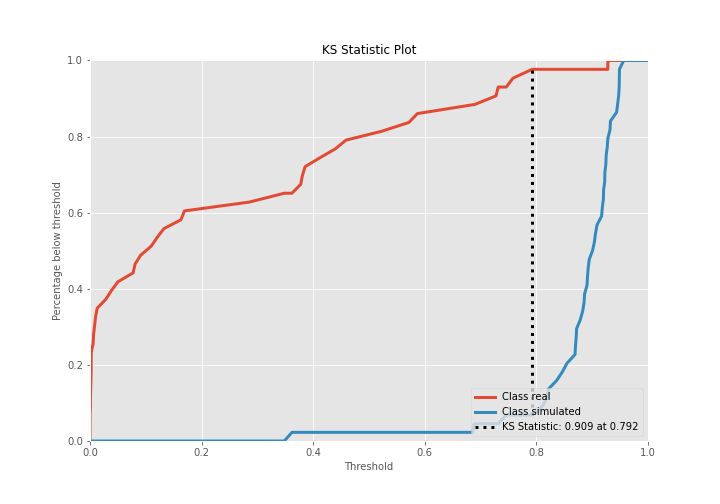 KS Statistic Plot
1.0
0.8
0.6
0.4
0.2
0.0
Percentage below threshold
Class real
Class simulated
KS Statistic: 0.909 at 0.792
0.0 0.2 0.4 0.6 0.8 1.0
Threshold